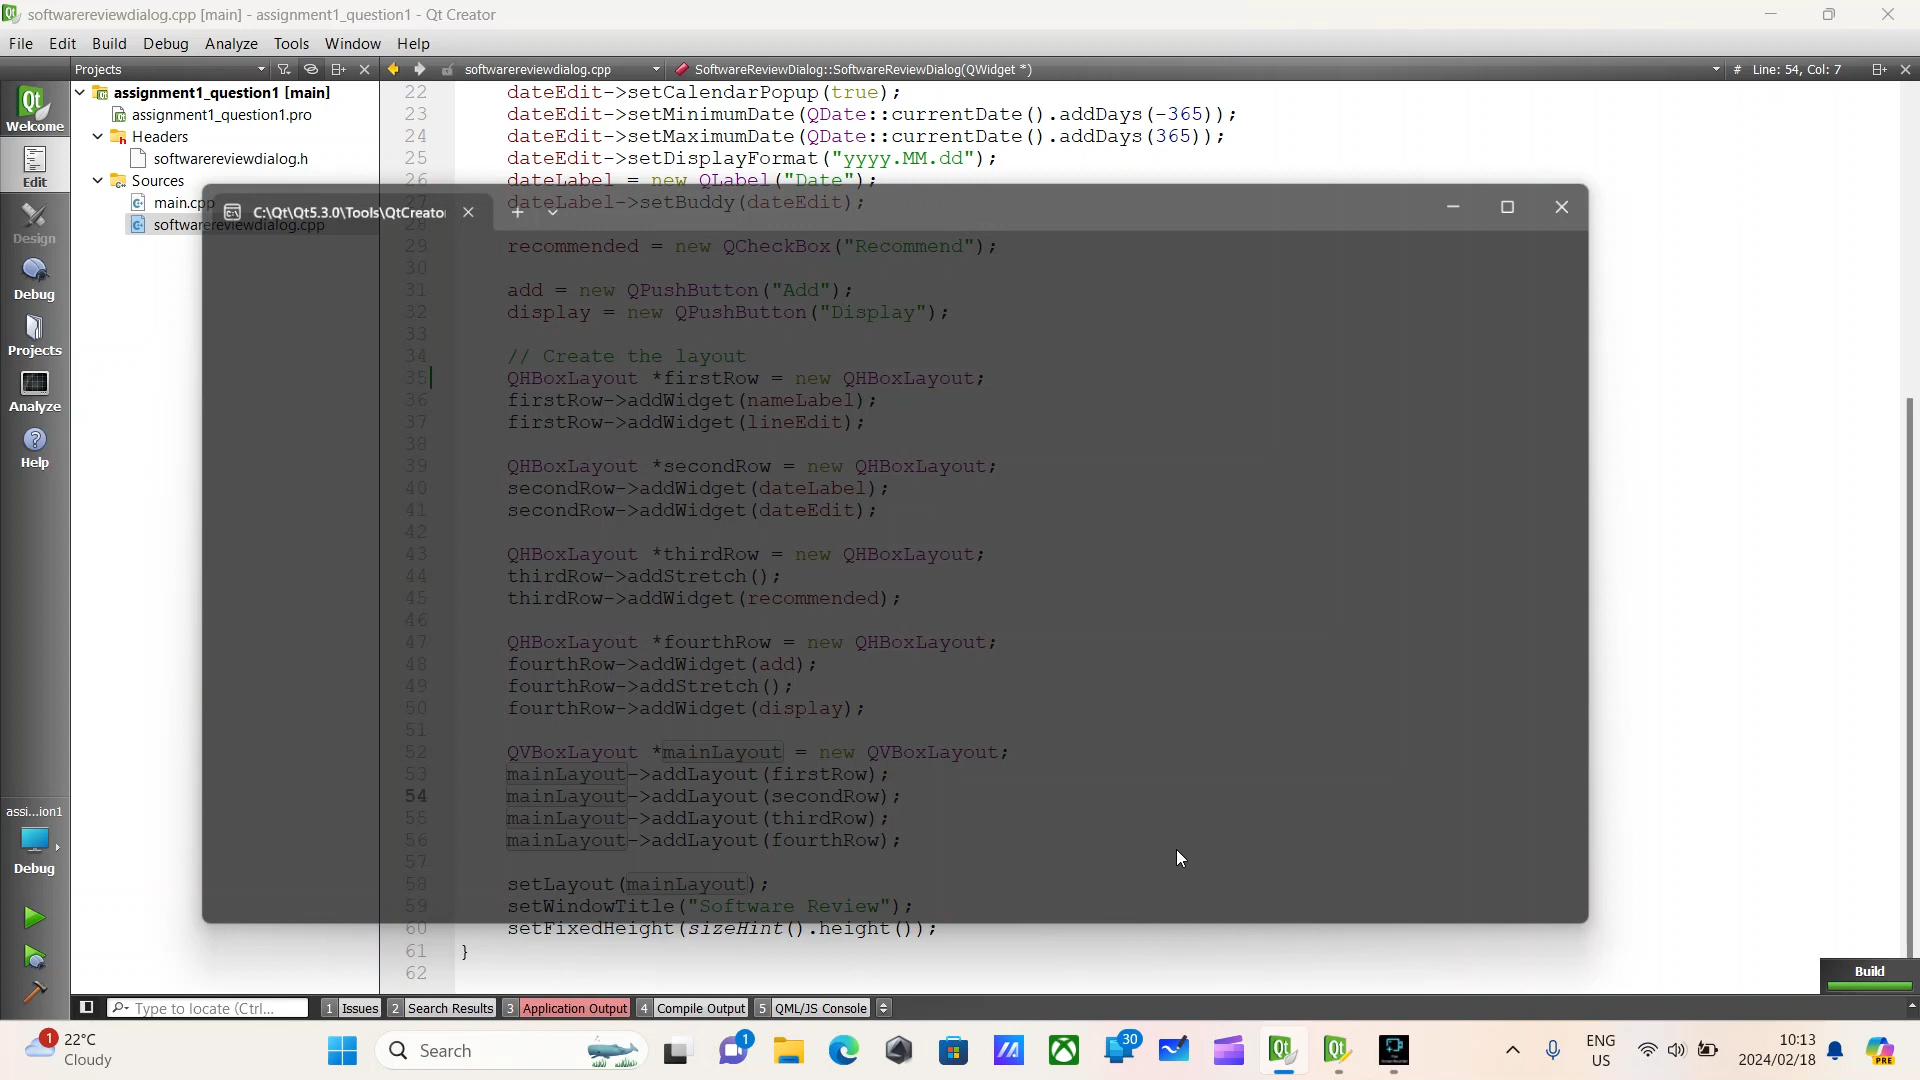 softwarereviewdialog.cpp [main] - assignment1_question1 - Qt Creator
File Edit Build Debug Analyze Tools Window Help
Projects
softwarereviewdialog.cpp
SoftwareReviewDialog::SoftwareReviewDialog(QWidget *)
# Line: 54, Col: 7
Welcome
Edit
Design
Debug
Projects
Analyze
Help
assignment1_question1 [main]
assignment1_question1.pro
Headers
softwarereviewdialog.h
Sources
main.cpp
softwarereviewdialog.cpp
C:\Qt\Qt5.3.0\Tools\QtCreator
22 dateEdit->setCalendarPopup(true);
23 dateEdit->setMinimumDate(QDate::currentDate().addDays(-365));
24 dateEdit->setMaximumDate(QDate::currentDate().addDays(365));
25 dateEdit->setDisplayFormat("yyyy.MM.dd");
26 dateLabel = new QLabel("Date");
27 dateLabel->setBuddy(dateEdit);
28
29 recommended = new QCheckBox("Recommend");
30
31 add = new QPushButton("Add");
32 display = new QPushButton("Display");
33
34 // Create the layout
35 QHBoxLayout *firstRow = new QHBoxLayout;
36 firstRow->addWidget(nameLabel);
37 firstRow->addWidget(lineEdit);
38
39 QHBoxLayout *secondRow = new QHBoxLayout;
40 secondRow->addWidget(dateLabel);
41 secondRow->addWidget(dateEdit);
42
43 QHBoxLayout *thirdRow = new QHBoxLayout;
44 thirdRow->addStretch();
45 thirdRow->addWidget(recommended);
46
47 QHBoxLayout *fourthRow = new QHBoxLayout;
48 fourthRow->addWidget(add);
49 fourthRow->addStretch();
50 fourthRow->addWidget(display);
51
52 QVBoxLayout *mainLayout = new QVBoxLayout;
53 mainLayout->addLayout(firstRow);
54 mainLayout->addLayout(secondRow);
55 mainLayout->addLayout(thirdRow);
56 mainLayout->addLayout(fourthRow);
57
58 setLayout(mainLayout);
59 setWindowTitle("Software Review");
60 setFixedHeight(sizeHint().height());
61 }
62
assi...ion1
Debug
Build
Type to locate (Ctrl...
1 Issues 2 Search Results 3 Application Output 4 Compile Output 5 QML/JS Console
1
22°C
Cloudy
Search
1
30
PRE
ENG
US
10:13
2024/02/18